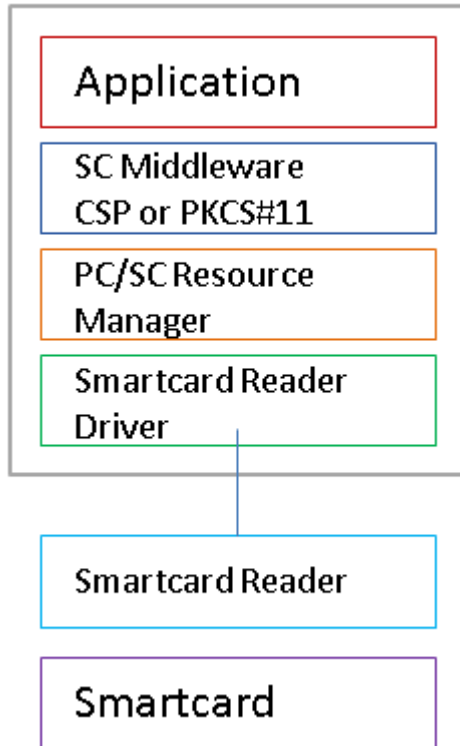 Application
SC Middleware
CSP or PKCS#11
PC/SC Resource
Manager
Smartcard Reader
Driver
Smartcard Reader
Smartcard